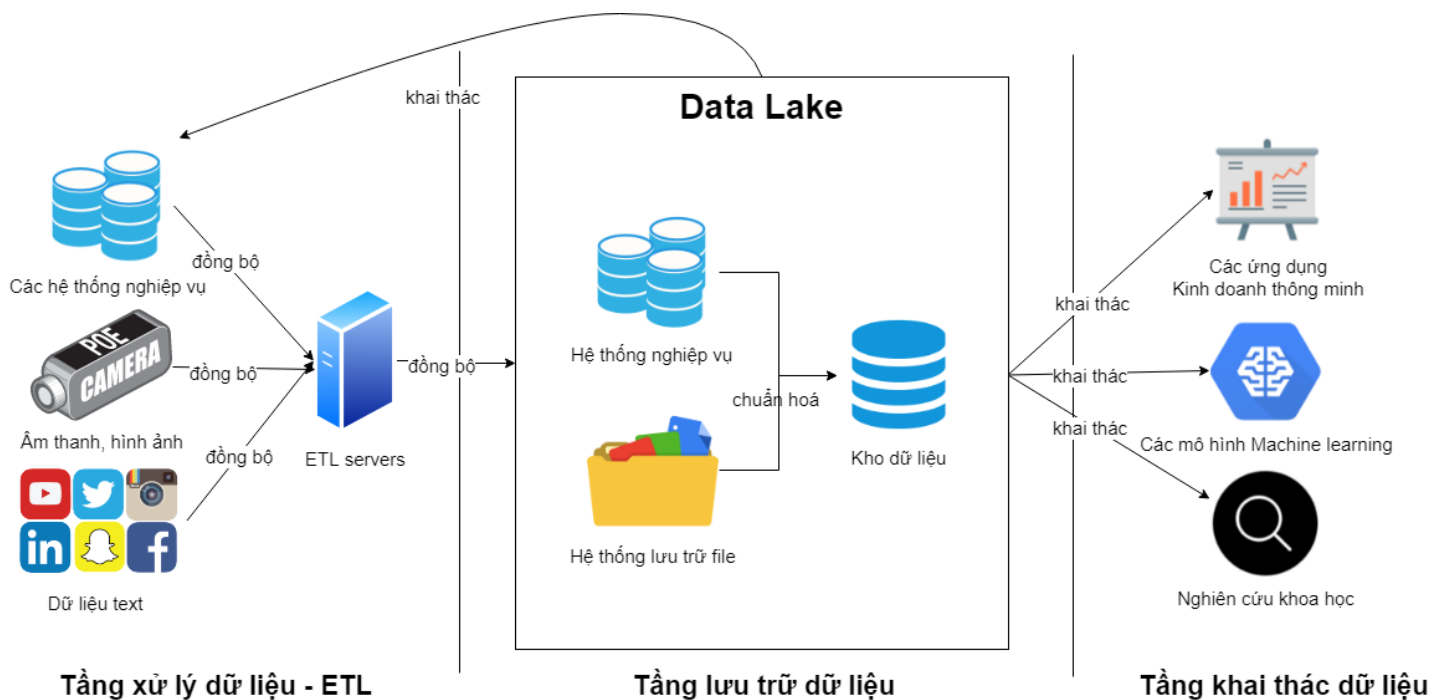 khai thác
Data Lake
Các hệ thống nghiệp vụ
đồng bộ
POE
CAMERA
đồng bộ
Âm thanh, hình ảnh
đồng bộ
in
Dữ liệu text
ETL servers
đồng bộ
Hệ thống nghiệp vụ
chuẩn hoá
Kho dữ liệu
Hệ thống lưu trữ file
khai thác
Các ứng dụng
Kinh doanh thông minh
khai thác
Các mô hình Machine learning
khai thác
Nghiên cứu khoa học
Tầng xử lý dữ liệu - ETL
Tầng lưu trữ dữ liệu
Tầng khai thác dữ liệu